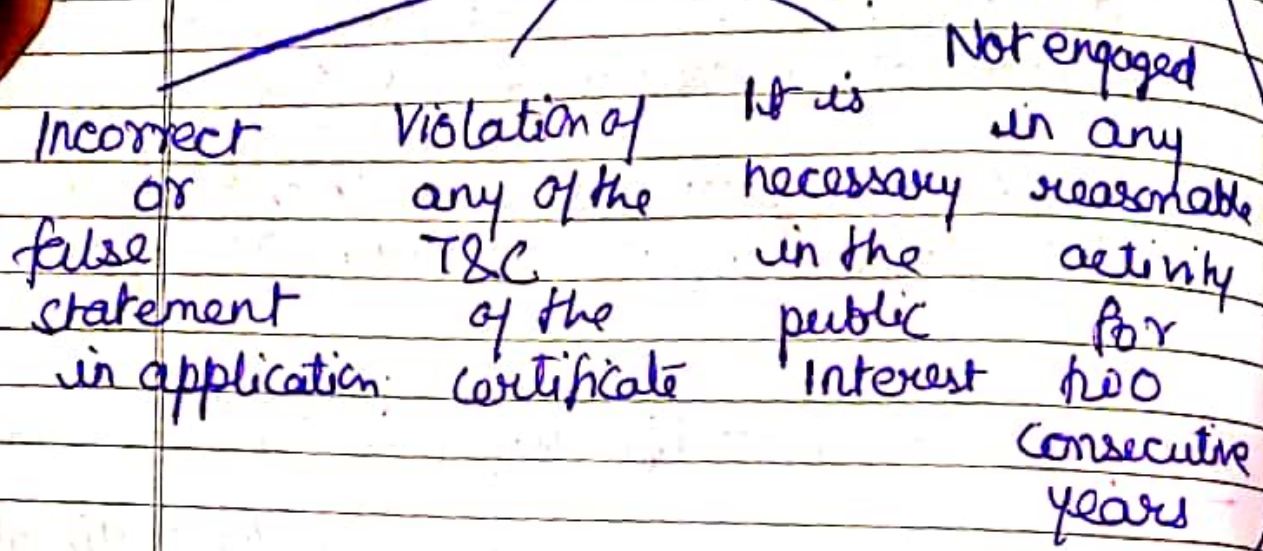 Incorrect
or
false
statement
in application.
Violation of
any of the
T&C
of the
certificate
It is
necessary
in the
public
Interest
Not engaged
in any
reasonable
activity
for
two
consecutive
years